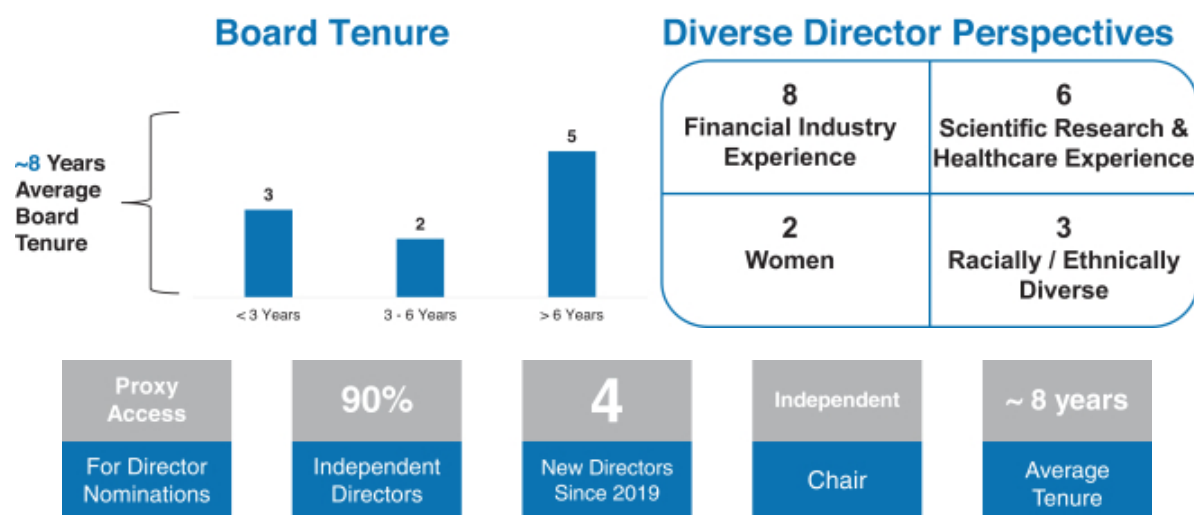 Board Tenure
Diverse Director Perspectives
~8 Years
Average
Board
Tenure
3
2
5
< 3 Years
3 - 6 Years
> 6 Years
8
Financial Industry
Experience
6
Scientific Research &
Healthcare Experience
2
Women
3
Racially / Ethnically
Diverse
Proxy
Access
For Director
Nominations
90%
Independent
Directors
4
New Directors
Since 2019
Independent
Chair
~ 8 years
Average
Tenure